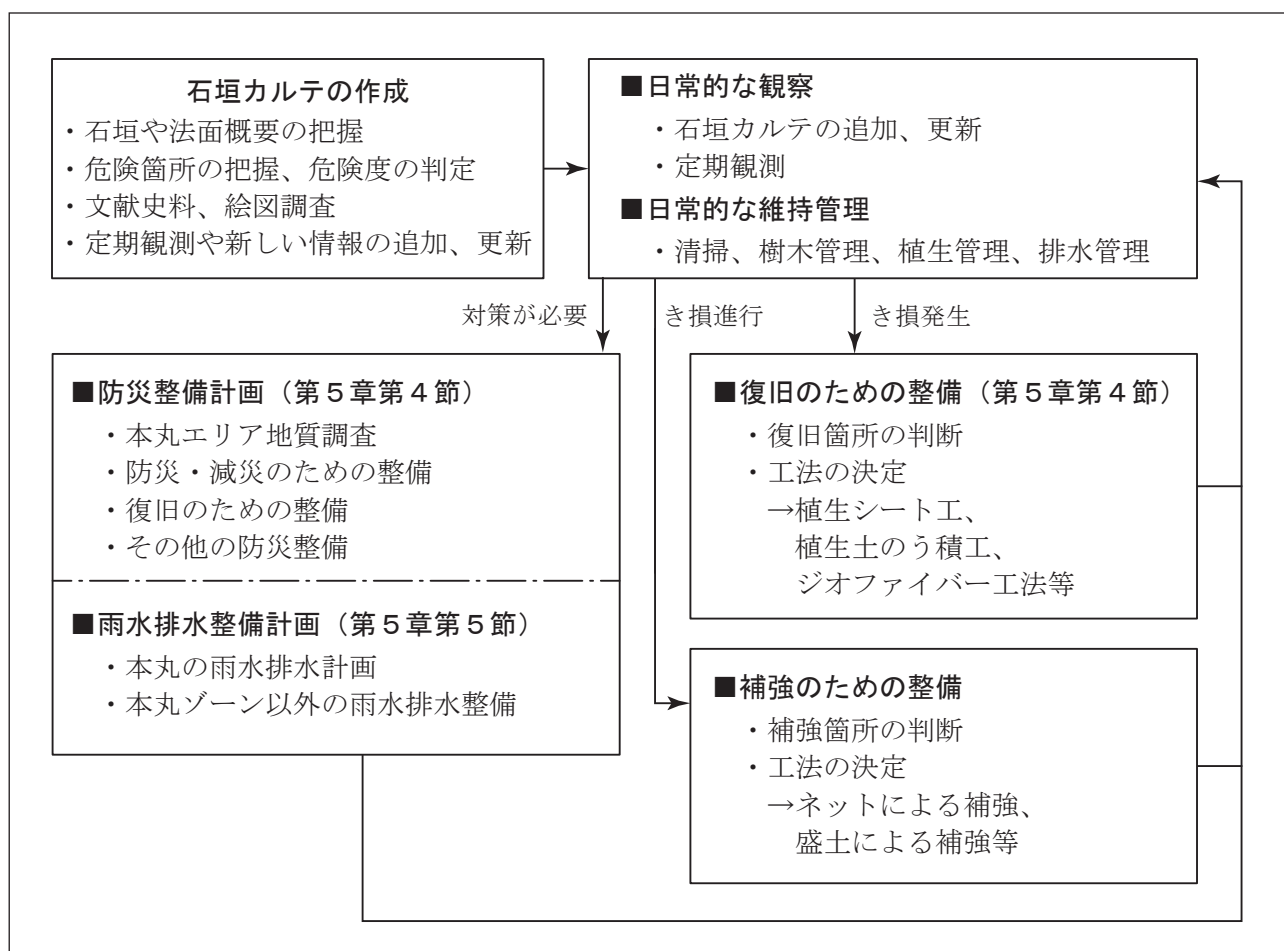 石垣カルテの作成
・石垣や法面概要の把握
・危険箇所の把握、危険度の判定
・文献史料、絵図調査
・定期観測や新しい情報の追加、更新
■日常的な観察
・石垣カルテの追加、更新
・定期観測
■日常的な維持管理
・清掃、樹木管理、植生管理、排水管理
対策が必要
き損進行
き損発生
■防災整備計画（第５章第４節）
・本丸エリア地質調査
・防災・減災のための整備
・復旧のための整備
・その他の防災整備
■雨水排水整備計画（第５章第５節）
・本丸の雨水排水計画
・本丸ゾーン以外の雨水排水整備
■復旧のための整備（第５章第４節）
・復旧箇所の判断
・工法の決定
→植生シート工、
植生土のう積工、
ジオファイバー工法等
■補強のための整備
・補強箇所の判断
・工法の決定
→ネットによる補強、
盛土による補強等